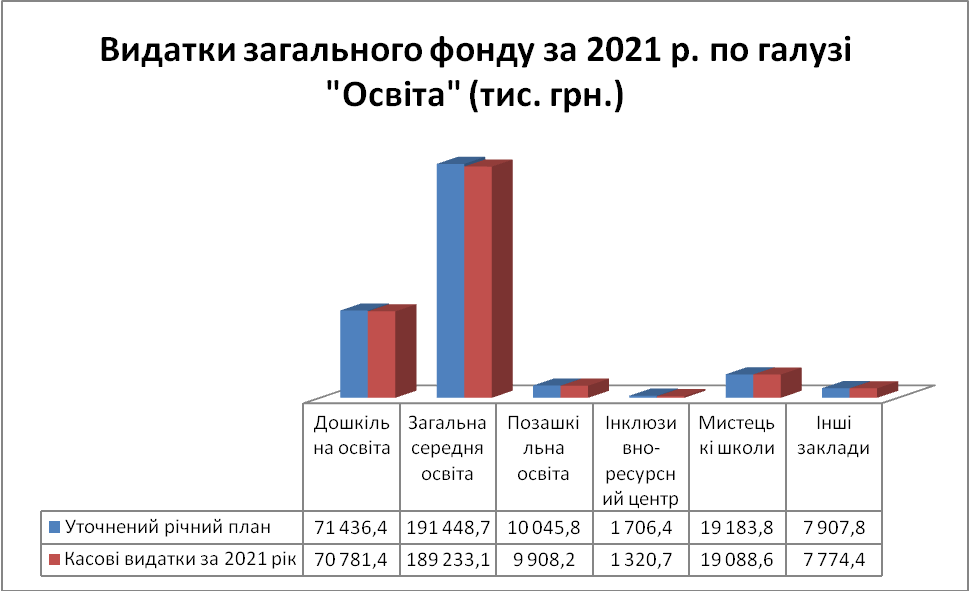 Видатки загального фонду за 2021 р. по галузі
"Освіта" (тис. грн.)
Дошкіль
на освіта
Загальна
середня
освіта
Позашкі
льна
освіта
Інклюзи
вно-
ресурсн
ий центр
Мистець
кі школи
Інші
заклади
Уточнений річний план 71 436,4 191 448,7 10 045,8 1 706,4 19 183,8 7 907,8
Касові видатки за 2021 рік 70 781,4 189 233,1 9 908,2 1 320,7 19 088,6 7 774,4